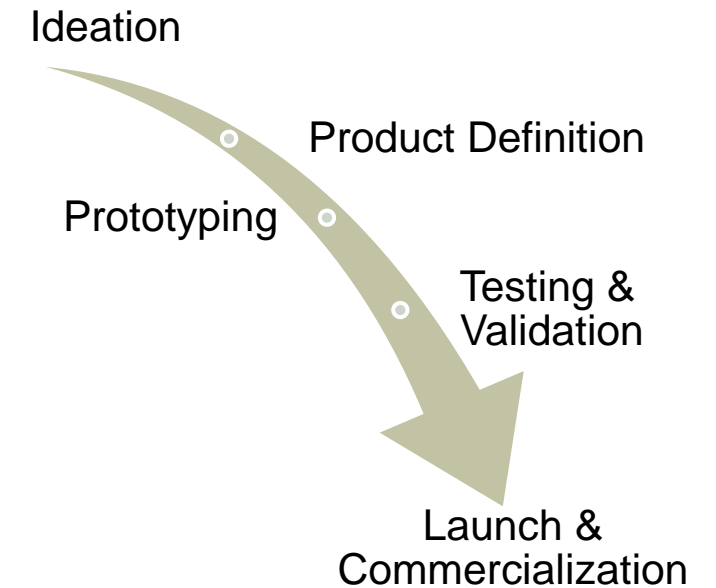 Ideation
Product Definition
Prototyping
Testing &
Validation
Launch &
Commercialization